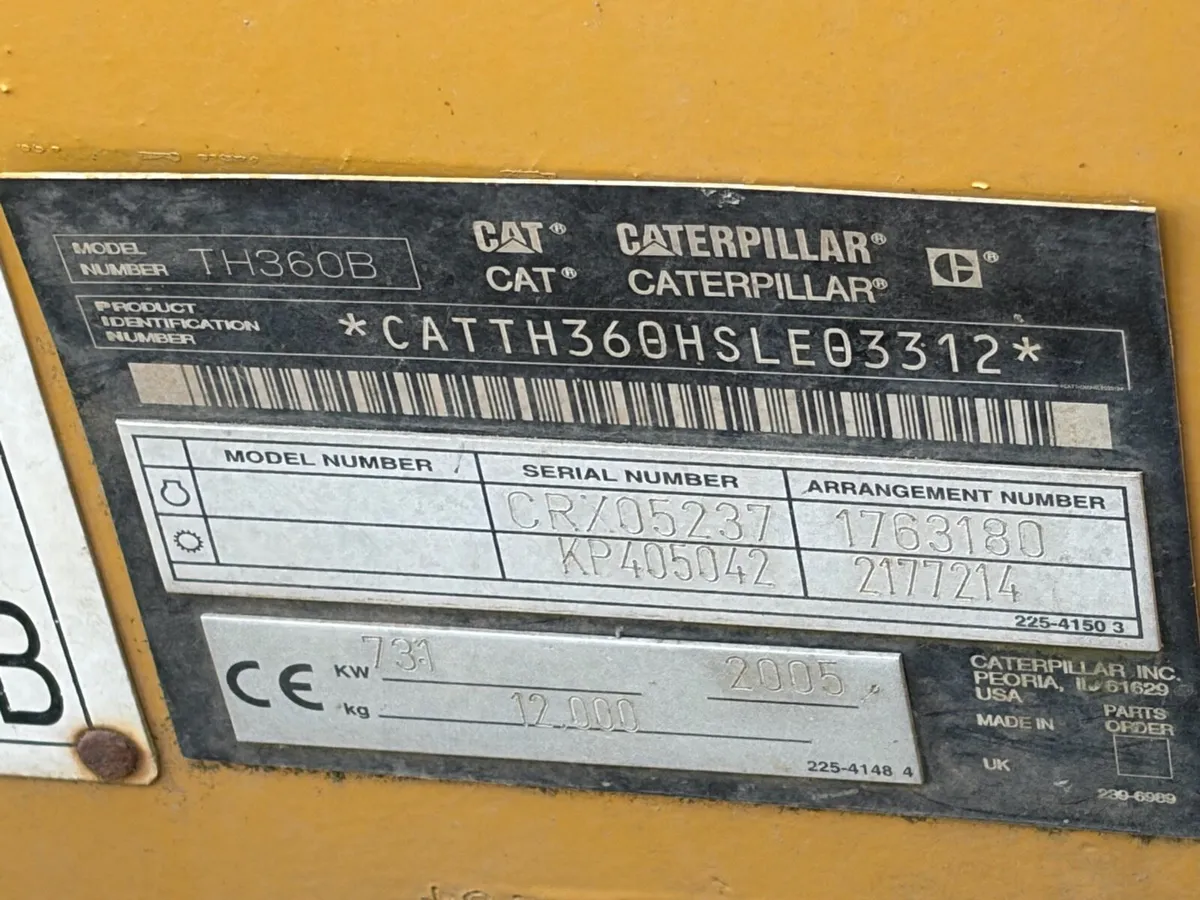 MODEL NUMBER TH360B
CAT® CATERPILLAR® ®
CAT® CATERPILLAR®
PRODUCT IDENTIFICATION NUMBER *CATTH360HSLE03312*
MODEL NUMBER SERIAL NUMBER ARRANGEMENT NUMBER
CRX05237 1763180
KP405042 2177214
225-4150 3
CE KW 73.1 2005
kg 12.000
225-4148 4
CATERPILLAR INC.
PEORIA, IL 61629
USA
MADE IN
UK
PARTS
ORDER
239-6989
B